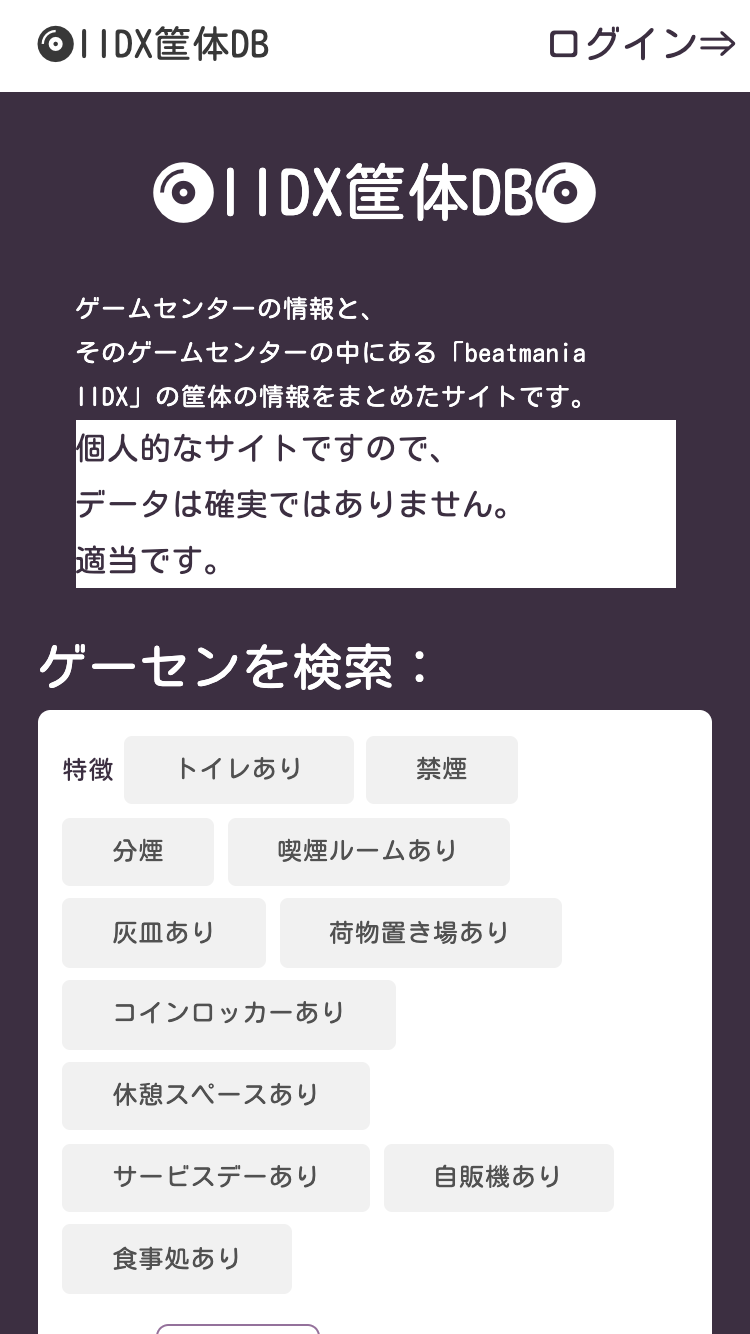 IIDX筐体DB
ログイン⇒
IIDX筐体DB
ゲームセンターの情報と、
そのゲームセンターの中にある「beatmania
IIDX」の筐体の情報をまとめたサイトです。
個人的なサイトですので、
データは確実ではありません。
適当です。
ゲーセンを検索：
特徴 トイレあり 禁煙
分煙 喫煙ルームあり
灰皿あり 荷物置き場あり
コインロッカーあり
休憩スペースあり
サービスデーあり 自販機あり
食事処あり